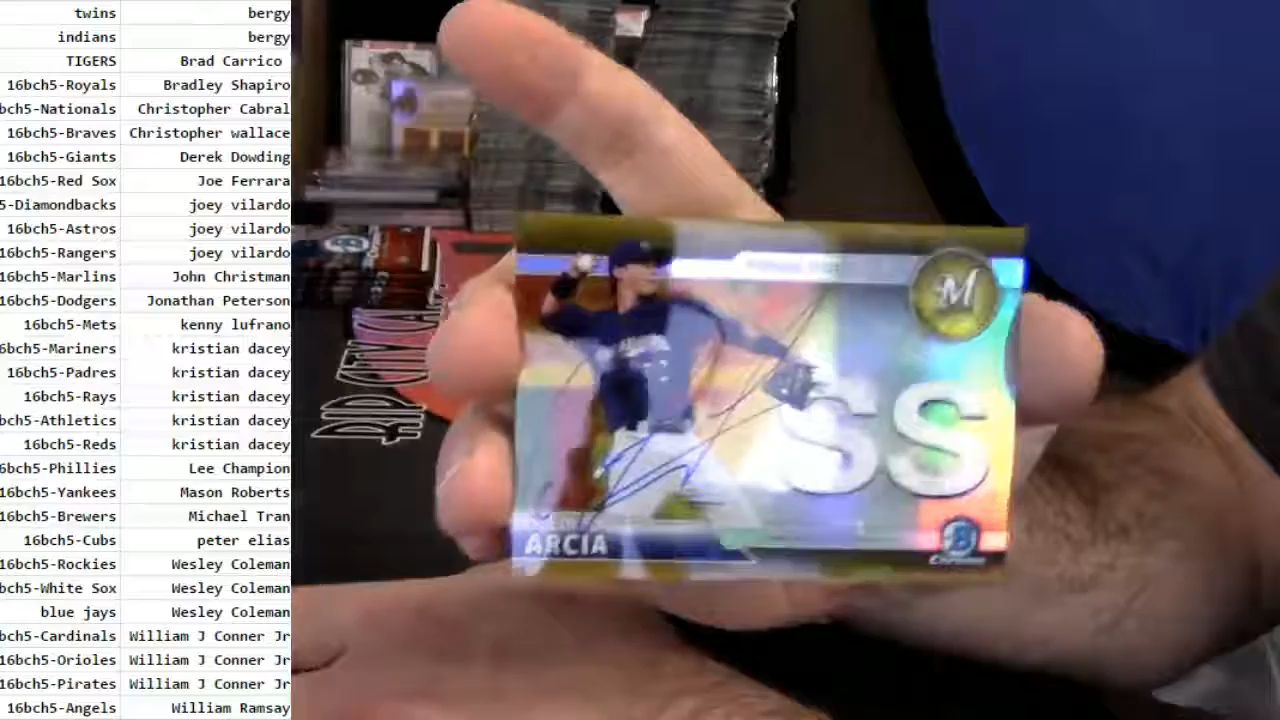 twins bergy
indians bergy
TIGERS Brad Carrico
16bch5-Royals Bradley Shapiro
bch5-Nationals Christopher Cabral
16bch5-Braves Christopher wallace
16bch5-Giants Derek Dowding
16bch5-Red Sox Joe Ferrara
5-Diamondbacks joey vilardo
16bch5-Astros joey vilardo
16bch5-Rangers joey vilardo
16bch5-Marlins John Christman
16bch5-Dodgers Jonathan Peterson
16bch5-Mets kenny lufrano
6bch5-Mariners kristian dacey
16bch5-Padres kristian dacey
16bch5-Rays kristian dacey
bch5-Athletics kristian dacey
16bch5-Reds kristian dacey
6bch5-Phillies Lee Champion
16bch5-Yankees Mason Roberts
16bch5-Brewers Michael Tran
16bch5-Cubs peter elias
16bch5-Rockies Wesley Coleman
bch5-White Sox Wesley Coleman
blue jays Wesley Coleman
bch5-Cardinals William J Conner Jr
16bch5-Orioles William J Conner Jr
16bch5-Pirates William J Conner Jr
16bch5-Angels William Ramsay
RIP CITY
M
SS
ARCIA
B
Chrome